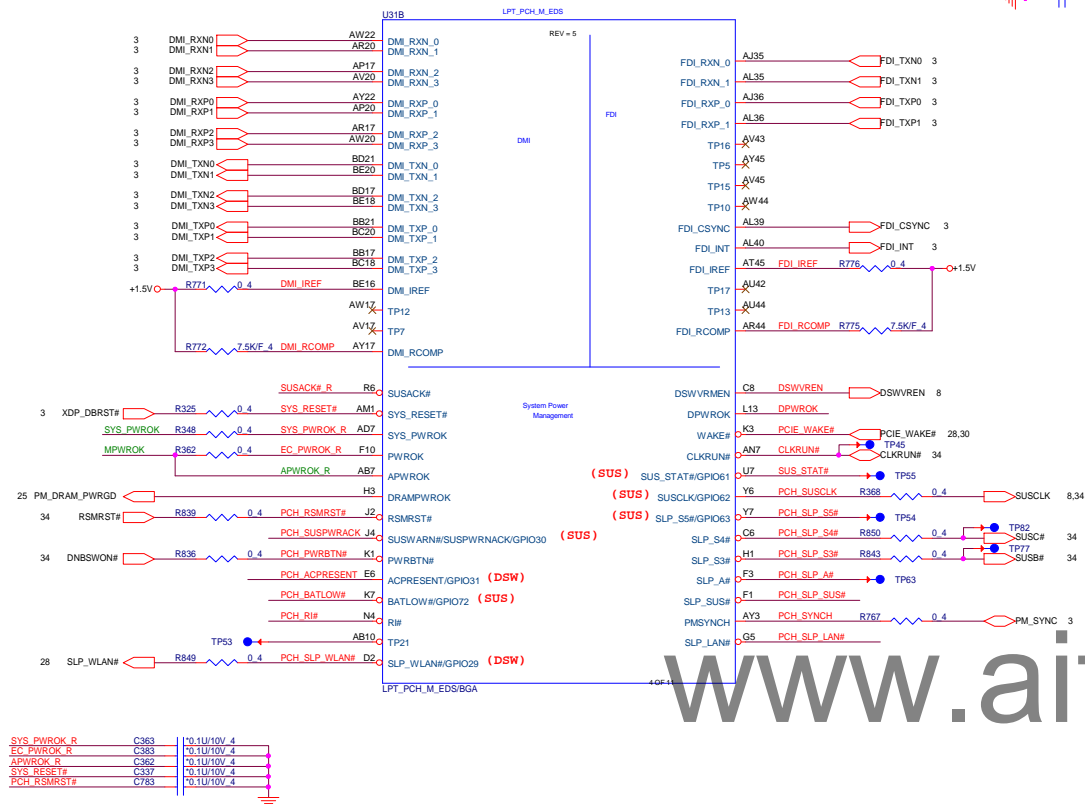 U31B
LPT_PCH_M_EDS
REV = 5
3 DMI_RXN0 AW22 DMI_RXN_0
3 DMI_RXN1 AR20 DMI_RXN_1
3 DMI_RXN2 AP17 DMI_RXN_2
3 DMI_RXN3 AV20 DMI_RXN_3
3 DMI_RXP0 AY22 DMI_RXP_0
3 DMI_RXP1 AP20 DMI_RXP_1
3 DMI_RXP2 AR17 DMI_RXP_2
3 DMI_RXP3 AW20 DMI_RXP_3
3 DMI_TXN0 BD21 DMI_TXN_0
3 DMI_TXN1 BE20 DMI_TXN_1
3 DMI_TXN2 BD17 DMI_TXN_2
3 DMI_TXN3 BE18 DMI_TXN_3
3 DMI_TXP0 BB21 DMI_TXP_0
3 DMI_TXP1 BC20 DMI_TXP_1
3 DMI_TXP2 BB17 DMI_TXP_2
3 DMI_TXP3 BC18 DMI_TXP_3
+1.5V R771 0_4 DMI_IREF BE16 DMI_IREF
AW17 TP12
AV17 TP7
R772 7.5K/F_4 DMI_RCOMP AY17 DMI_RCOMP
DMI
FDI
FDI_RXN_0 AJ35 FDI_TXN0 3
FDI_RXN_1 AL35 FDI_TXN1 3
FDI_RXP_0 AJ36 FDI_TXP0 3
FDI_RXP_1 AL36 FDI_TXP1 3
TP16 AV43
TP5 AY45
TP15 AV45
TP10 AW44
FDI_CSYNC AL39 FDI_CSYNC 3
FDI_INT AL40 FDI_INT 3
FDI_IREF AT45 FDI_IREF R776 0_4 +1.5V
TP17 AU42
TP13 AU44
FDI_RCOMP AR44 FDI_RCOMP R775 7.5K/F_4
System Power
Management
SUSACK#_R R6 SUSACK#
3 XDP_DBRST# R325 0_4 SYS_RESET# AM1 SYS_RESET#
SYS_PWROK R348 0_4 SYS_PWROK_R AD7 SYS_PWROK
MPWROK R362 0_4 EC_PWROK_R F10 PWROK
APWROK_R AB7 APWROK
25 PM_DRAM_PWRGD H3 DRAMPWROK
34 RSMRST# R839 0_4 PCH_RSMRST# J2 RSMRST#
PCH_SUSPWRACK J4 SUSWARN#/SUSPWRNACK/GPIO30 (SUS)
34 DNBSWON# R836 0_4 PCH_PWRBTN# K1 PWRBTN#
PCH_ACPRESENT E6 ACPRESENT/GPIO31 (DSW)
PCH_BATLOW# K7 BATLOW#/GPIO72 (SUS)
PCH_RI# N4 RI#
TP53 AB10 TP21
28 SLP_WLAN# R849 0_4 PCH_SLP_WLAN# D2 SLP_WLAN#/GPIO29 (DSW)
DSWVRMEN C8 DSWVREN DSWVREN 8
DPWROK L13 DPWROK
WAKE# K3 PCIE_WAKE# PCIE_WAKE# 28,30
TP45
CLKRUN# AN7 CLKRUN# CLKRUN# 34
(SUS) SUS_STAT#/GPIO61 U7 SUS_STAT# TP55
(SUS) SUSCLK/GPIO62 Y6 PCH_SUSCLK R368 0_4 SUSCLK 8,34
(SUS) SLP_S5#/GPIO63 Y7 PCH_SLP_S5# TP54
TP82
SLP_S4# C6 PCH_SLP_S4# R850 0_4 SUSC# 34
TP77
SLP_S3# H1 PCH_SLP_S3# R843 0_4 SUSB# 34
SLP_A# F3 PCH_SLP_A# TP63
SLP_SUS# F1 PCH_SLP_SUS#
PMSYNCH AY3 PCH_SYNCH R767 0_4 PM_SYNC 3
SLP_LAN# G5 PCH_SLP_LAN#
LPT_PCH_M_EDS/BGA
4 OF 11
www.ai
SYS_PWROK_R C363 *0.1U/10V_4
EC_PWROK_R C383 *0.1U/10V_4
APWROK_R C362 *0.1U/10V_4
SYS_RESET# C337 *0.1U/10V_4
PCH_RSMRST# C783 *0.1U/10V_4